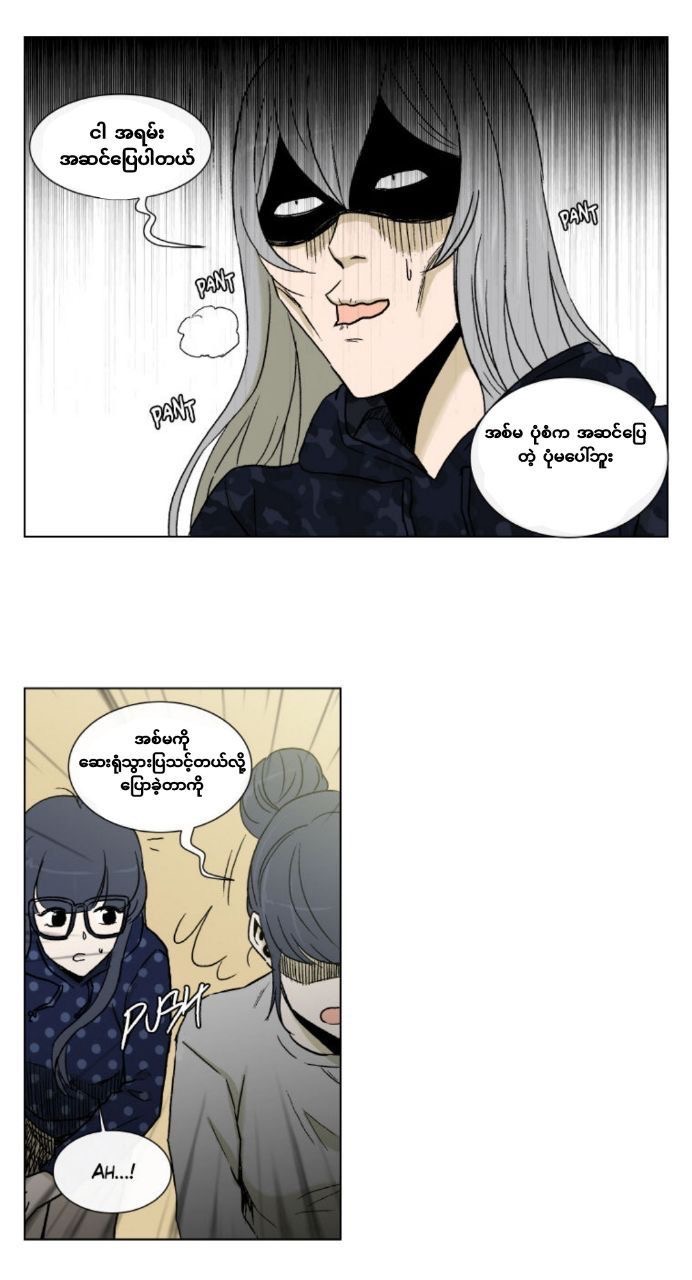 ငါ အရမ်း
အဆင်ပြေပါတယ်
PANT
PANT
PANT
အစ်မ ပုံစံက အဆင်ပြေ
တဲ့ ပုံမပေါ်ဘူး
အစ်မကို
ဆေးရုံသွားပြသင့်တယ်လို့
ပြောခဲ့တာကို
PUSH
AH...!